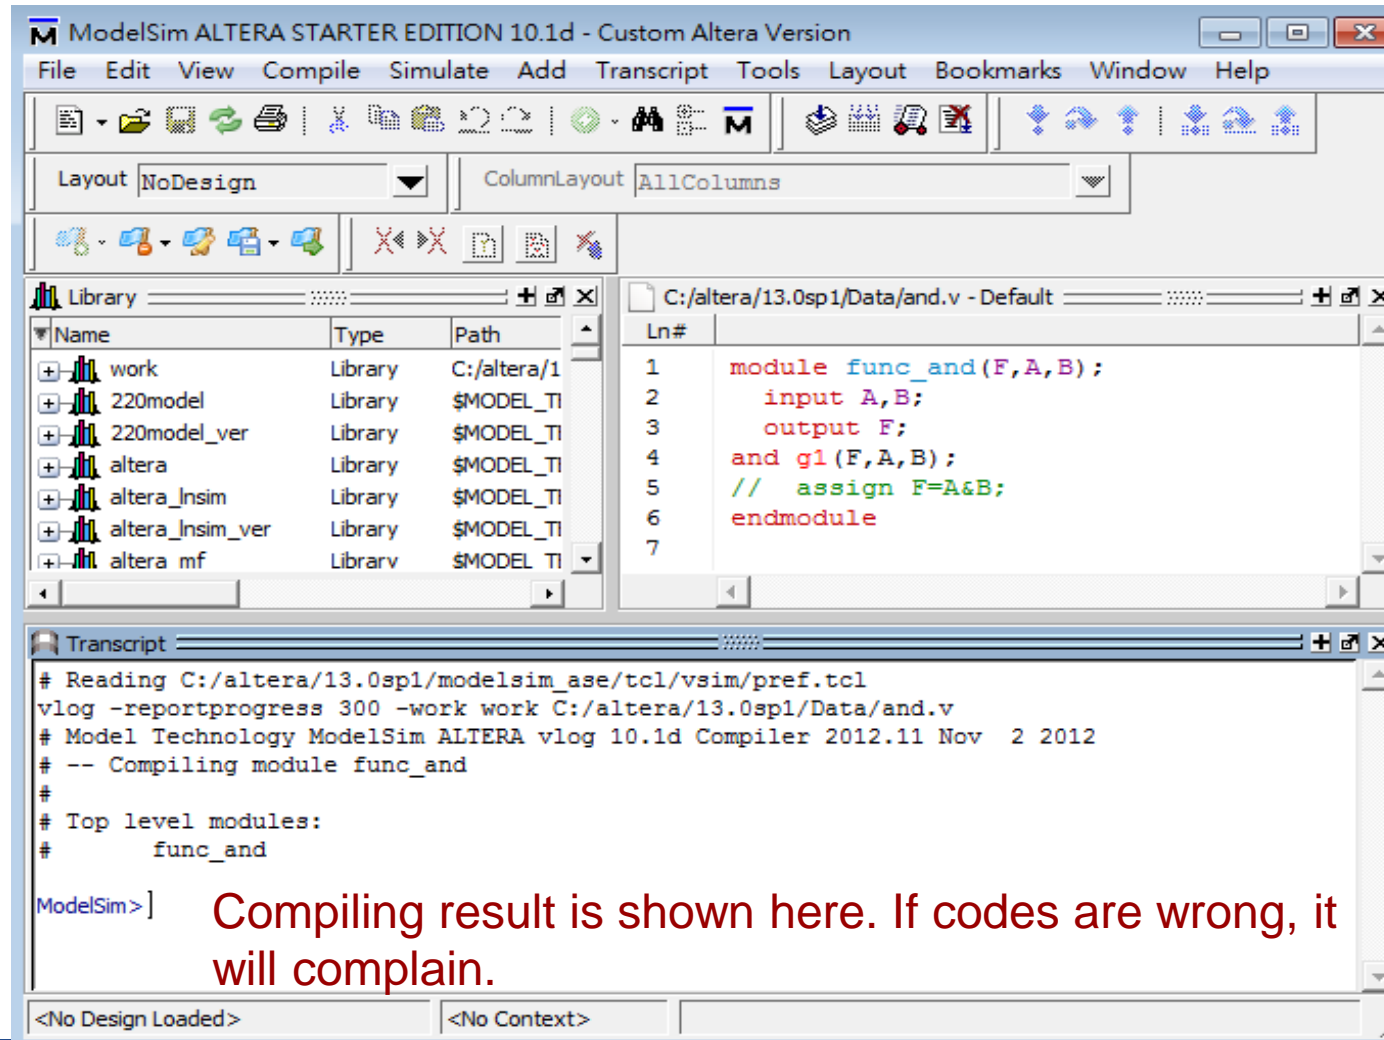 ModelSim ALTERA STARTER EDITION 10.1d - Custom Altera Version
File Edit View Compile Simulate Add Transcript Tools Layout Bookmarks Window Help
Layout NoDesign ColumnLayout AllColumns
Library
Name Type Path
work Library C:/altera/1
220model Library $MODEL_TI
220model_ver Library $MODEL_TI
altera Library $MODEL_TI
altera_lnsim Library $MODEL_TI
altera_lnsim_ver Library $MODEL_TI
altera_mf Library $MODEL_TI
C:/altera/13.0sp1/Data/and.v - Default
Ln#
1 module func_and(F,A,B);
2 input A,B;
3 output F;
4 and g1(F,A,B);
5 // assign F=A&B;
6 endmodule
7
Transcript
# Reading C:/altera/13.0sp1/modelsim_ase/tcl/vsim/pref.tcl
vlog -reportprogress 300 -work work C:/altera/13.0sp1/Data/and.v
# Model Technology ModelSim ALTERA vlog 10.1d Compiler 2012.11 Nov  2 2012
# -- Compiling module func_and
#
# Top level modules:
# func_and
ModelSim>
Compiling result is shown here. If codes are wrong, it
will complain.
<No Design Loaded> <No Context>